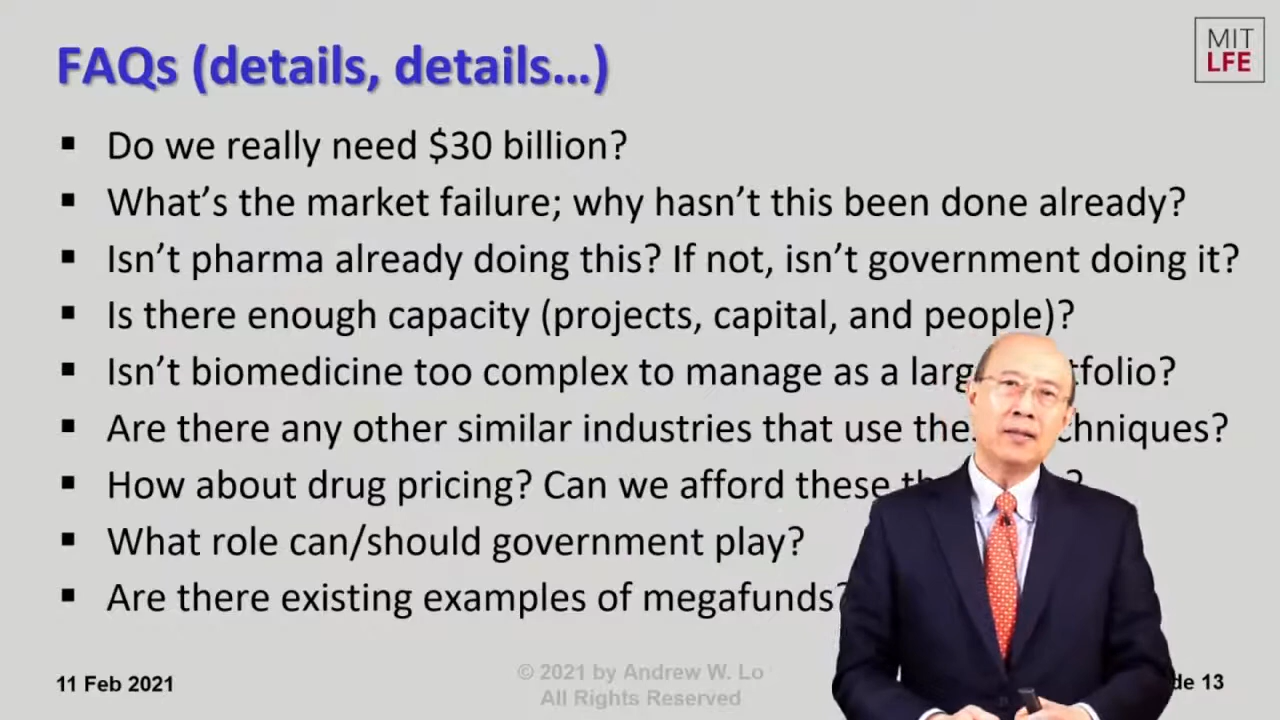 FAQs (details, details…)
MIT
LFE
▪ Do we really need $30 billion?
▪ What’s the market failure; why hasn’t this been done already?
▪ Isn’t pharma already doing this? If not, isn’t government doing it?
▪ Is there enough capacity (projects, capital, and people)?
▪ Isn’t biomedicine too complex to manage as a
▪ Are there any other similar industries that use
▪ How about drug pricing? Can we afford these
▪ What role can/should government play?
▪ Are there existing examples of megafunds?
11 Feb 2021
© 2021 by Andrew W. Lo
All Rights Reserved
13